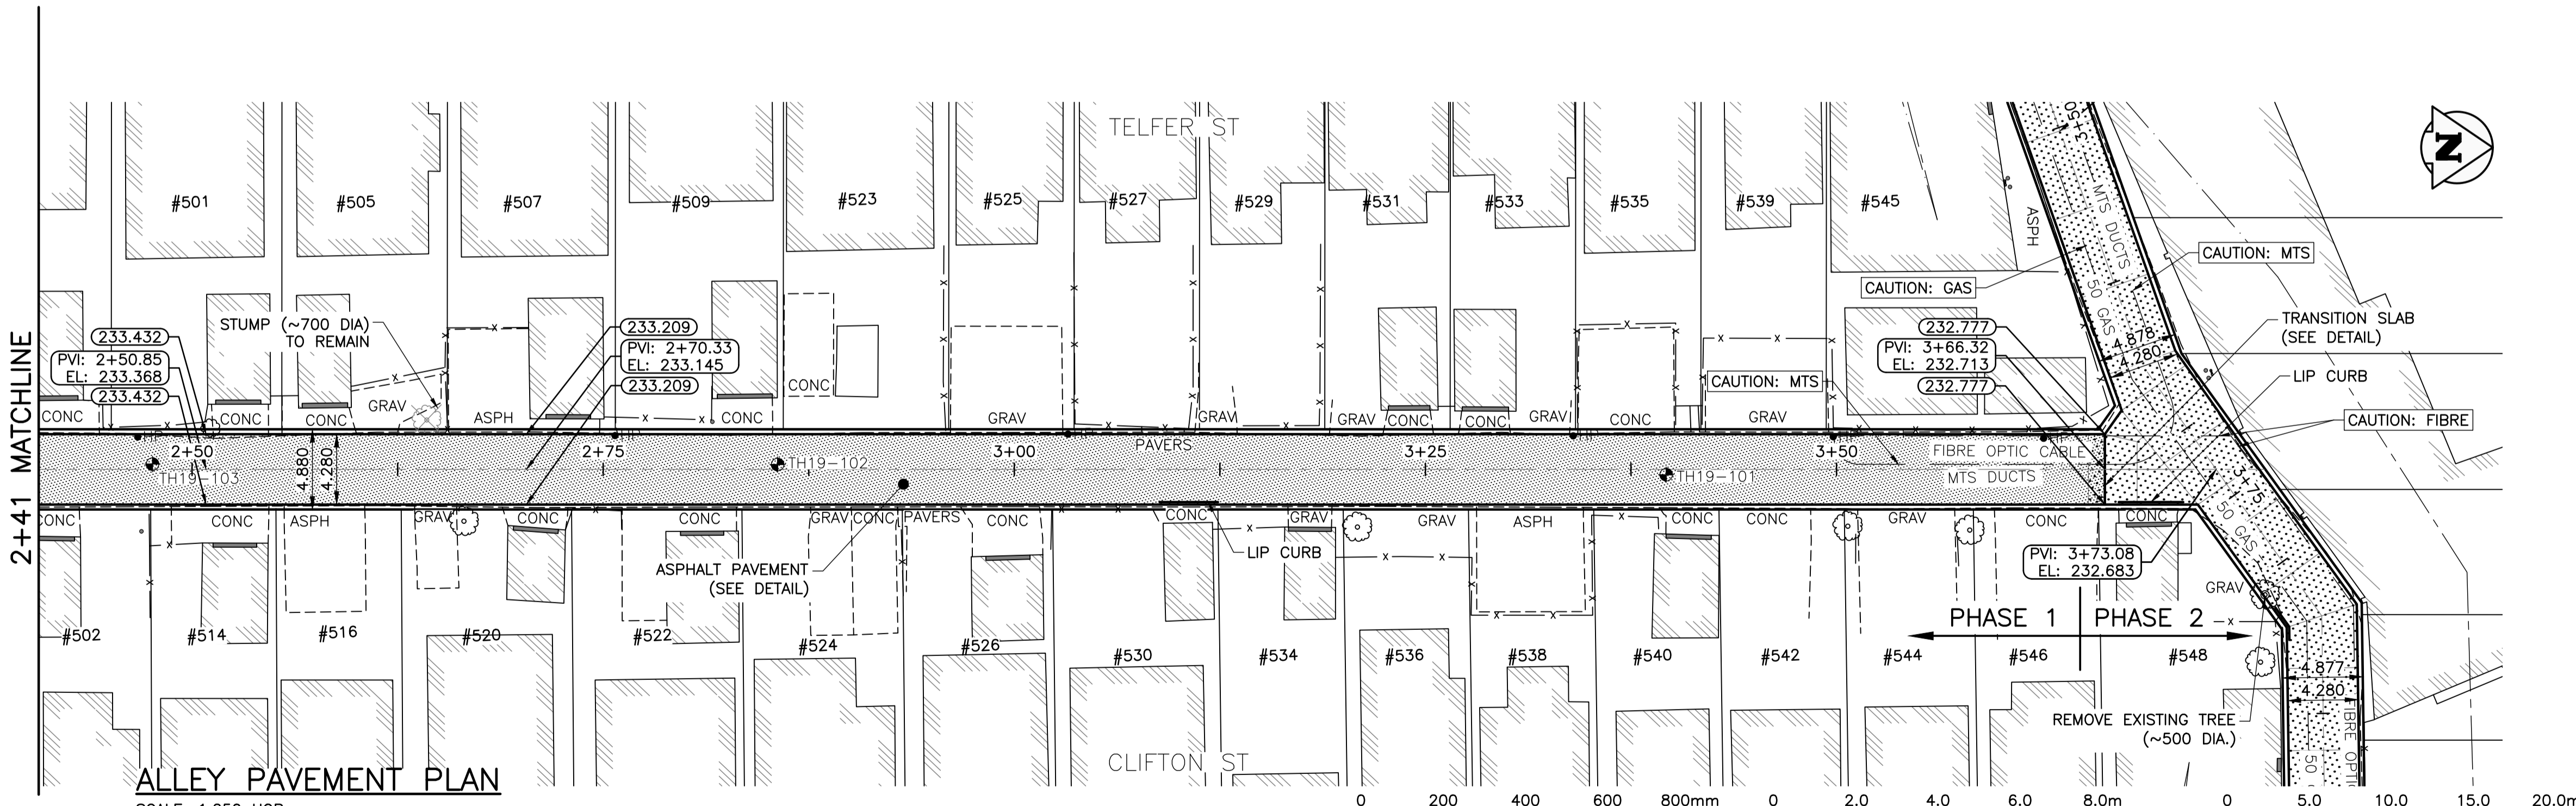 2+41 MATCHLINE
TELFER ST
N
3+50
#501
#505
#507
#509
#523
#525
#527
#529
#531
#533
#535
#539
#545
ASPH
MTS DUCTS
50 GAS
CAUTION: MTS
CAUTION: GAS
STUMP (~700 DIA)
TO REMAIN
233.432
PVI: 2+50.85
EL: 233.368
233.432
233.209
PVI: 2+70.33
EL: 233.145
233.209
232.777
PVI: 3+66.32
EL: 232.713
232.777
4.878
4.280
TRANSITION SLAB
(SEE DETAIL)
LIP CURB
CAUTION: FIBRE
CAUTION: MTS
CONC
CONC
CONC
GRAV
ASPH
CONC
CONC
GRAV
GRAV
GRAV
CONC
CONC
GRAV
CONC
GRAV
HP
PAVERS
2+50
2+75
3+00
3+25
3+50
3+75
TH19-103
4.880
4.280
TH19-102
TH19-101
FIBRE OPTIC CABLE
MTS DUCTS
50 GAS
CONC
CONC
ASPH
GRAV
CONC
CONC
GRAV
CONC
PAVERS
CONC
CONC
GRAV
GRAV
ASPH
CONC
CONC
GRAV
CONC
CONC
GRAV
LIP CURB
ASPHALT PAVEMENT
(SEE DETAIL)
PVI: 3+73.08
EL: 232.683
PHASE 1
PHASE 2
#502
#514
#516
#520
#522
#524
#526
#530
#534
#536
#538
#540
#542
#544
#546
#548
4.877
4.280
REMOVE EXISTING TREE
(~500 DIA.)
FIBRE OPTI
50
CLIFTON ST
ALLEY PAVEMENT PLAN
0 200 400 600 800mm 0 2.0 4.0 6.0 8.0m 0 5.0 10.0 15.0 20.0m